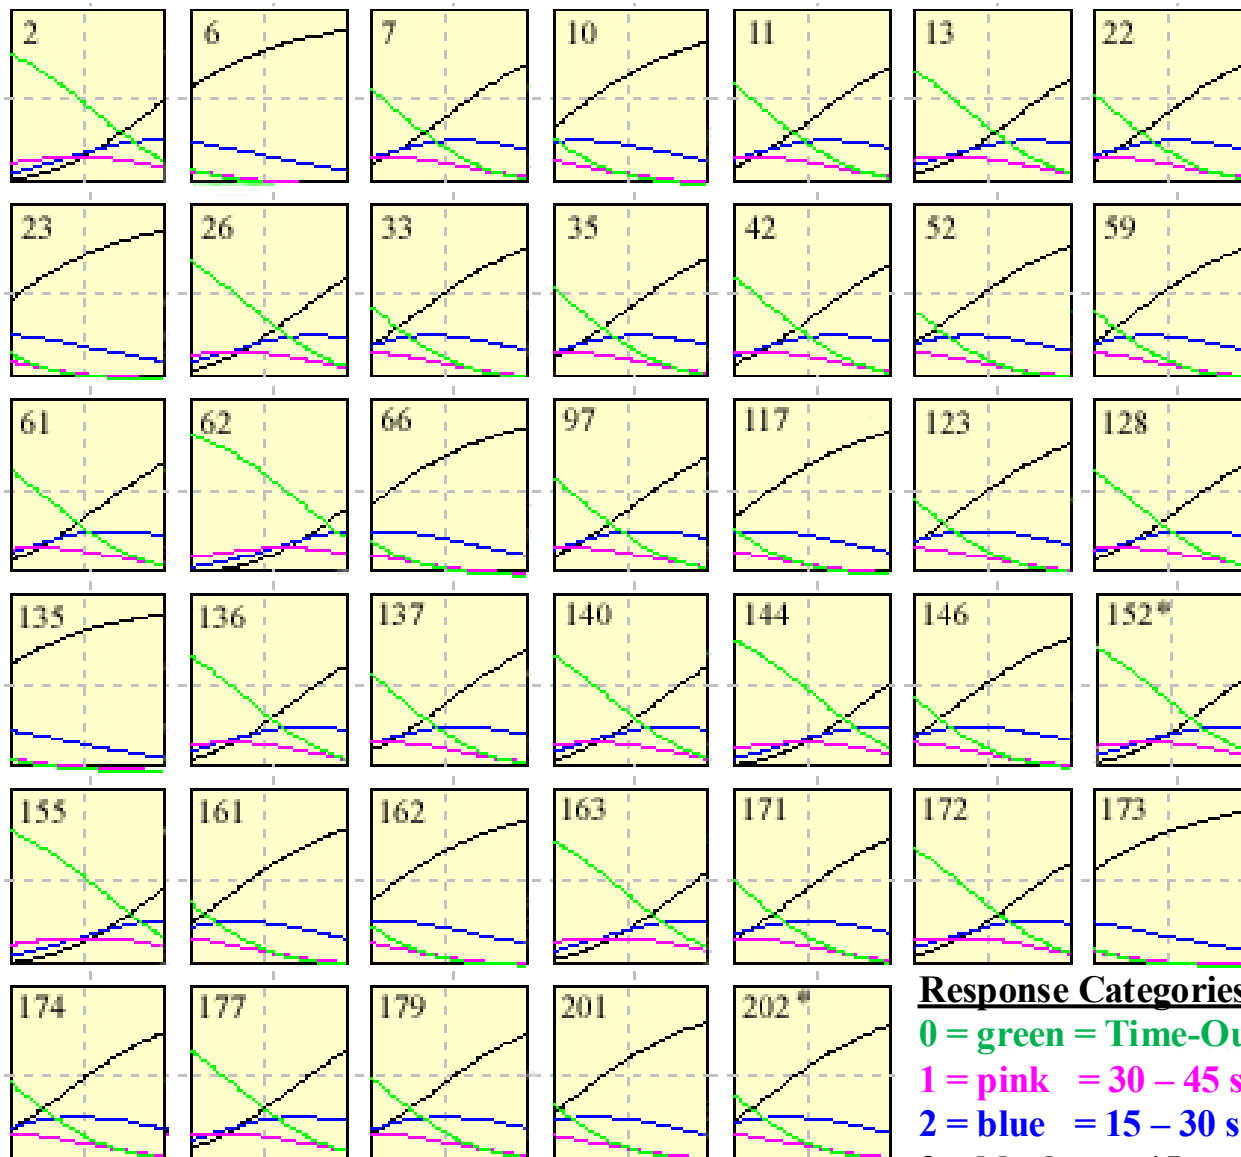 2 6 7 10 11 13 22
23 26 33 35 42 52 59
61 62 66 97 117 123 128
135 136 137 140 144 146 152#
155 161 162 163 171 172 173
174 177 179 201 202#
Response Categories
0 = green = Time-Ou
1 = pink = 30 – 45 s
2 = blue = 15 – 30 s